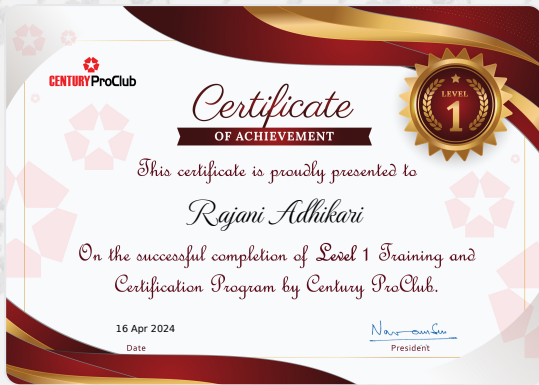 CENTURY ProClub
Certificate
OF ACHIEVEMENT
LEVEL
1
This certificate is proudly presented to
Rajani Adhikari
On the successful completion of Level 1 Training and
Certification Program by Century ProClub.
16 Apr 2024
Date
President